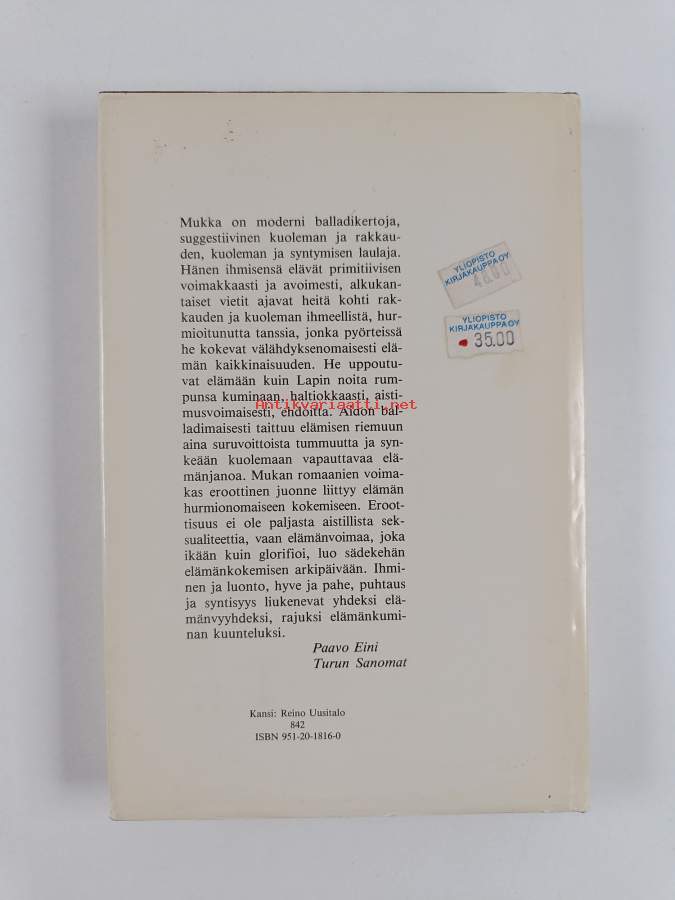 Mukka on moderni balladikertoja,
suggestiivinen kuoleman ja rakkau-
den, kuoleman ja syntymisen laulaja.
Hänen ihmisensä elävät primitiivisen
voimakkaasti ja avoimesti, alkukan-
taiset vietit ajavat heitä kohti rak-
kauden ja kuoleman ihmeellistä, hur-
mioitunutta tanssia, jonka pyörteissä
he kokevat välähdyksenomaisesti elä-
män kaikkinaisuuden. He uppoutu-
vat elämään kuin Lapin noita rum-
punsa kuminaan, haltiokkaasti, aisti-
musvoimaisesti, ehdoitta. Aidon bal-
ladimaisesti taittuu elämisen riemuun
aina suruvoittoista tummuutta ja syn-
keään kuolemaan vapauttavaa elä-
mänjanoa. Mukan romaanien voima-
kas eroottinen juonne liittyy elämän
hurmionomaiseen kokemiseen. Eroot-
tisuus ei ole paljasta aistillista sek-
sualiteettia, vaan elämänvoimaa, joka
ikään kuin glorifioi, luo sädekehän
elämänkokemisen arkipäivään. Ihmi-
nen ja luonto, hyve ja pahe, puhtaus
ja syntisyys liukenevat yhdeksi elä-
mänvyyhdeksi, rajuksi elämänkumi-
nan kuunteluksi.
Paavo Eini
Turun Sanomat
Kansi: Reino Uusitalo
842
ISBN 951-20-1816-0
YLIOPISTO
KIRJAKAUPPA OY
YLIOPISTO
KIRJAKAUPPA OY
35.00
Antikvariaatti.net